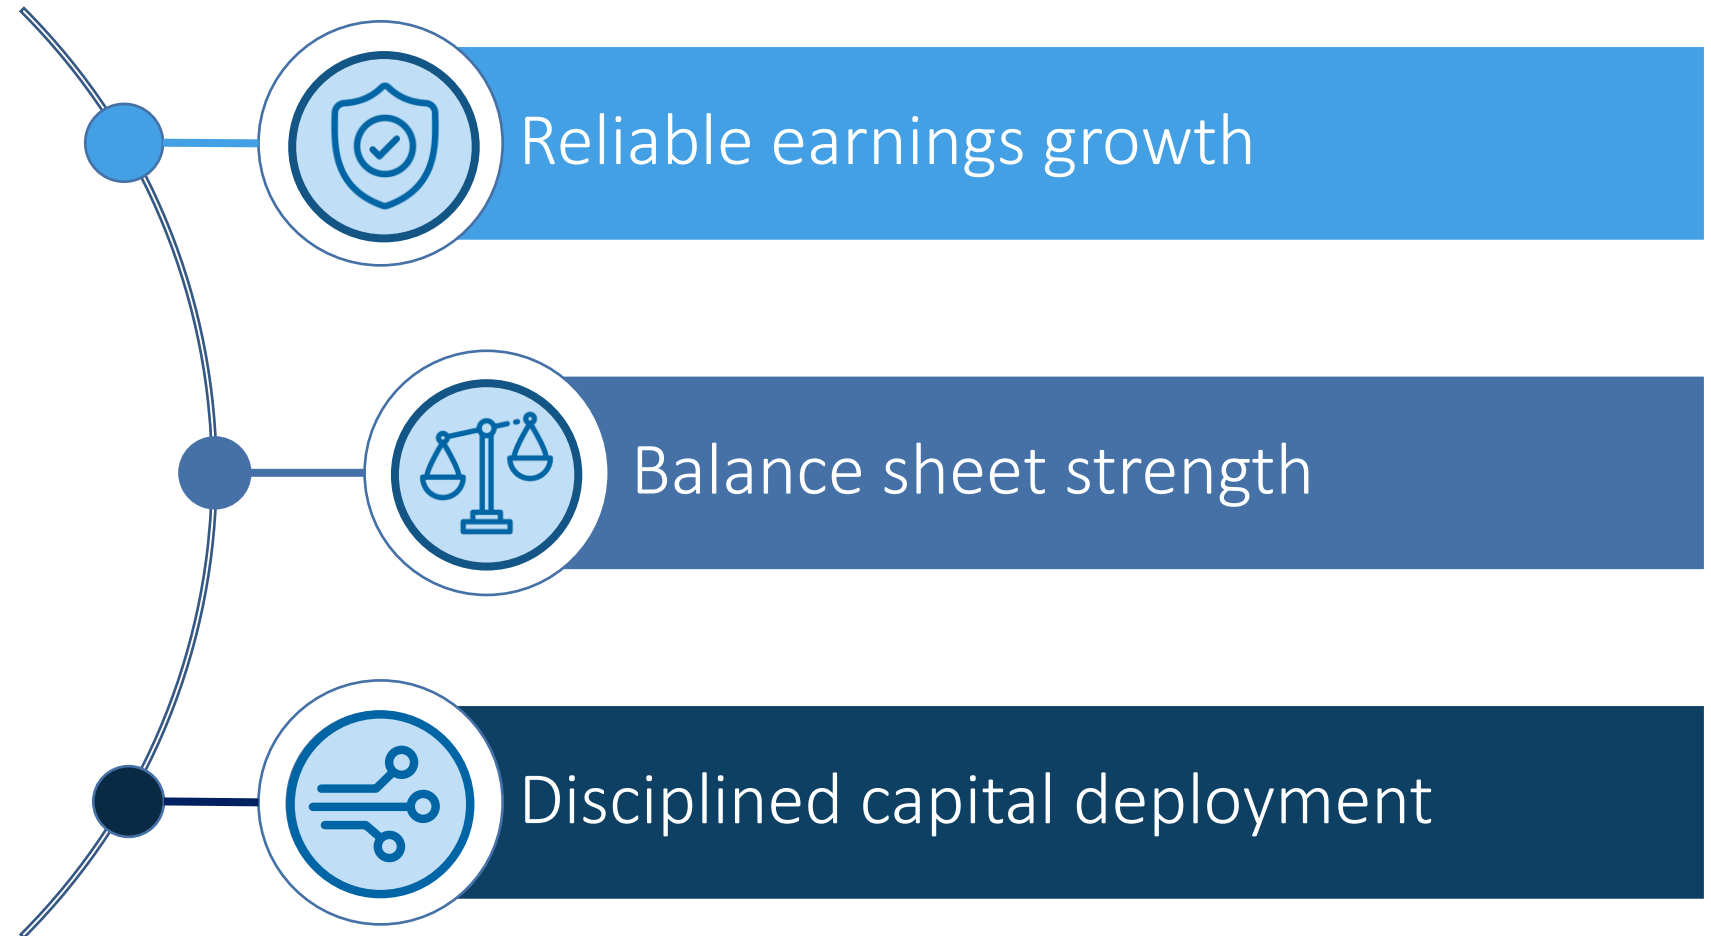 Reliable earnings growth
Balance sheet strength
Disciplined capital deployment